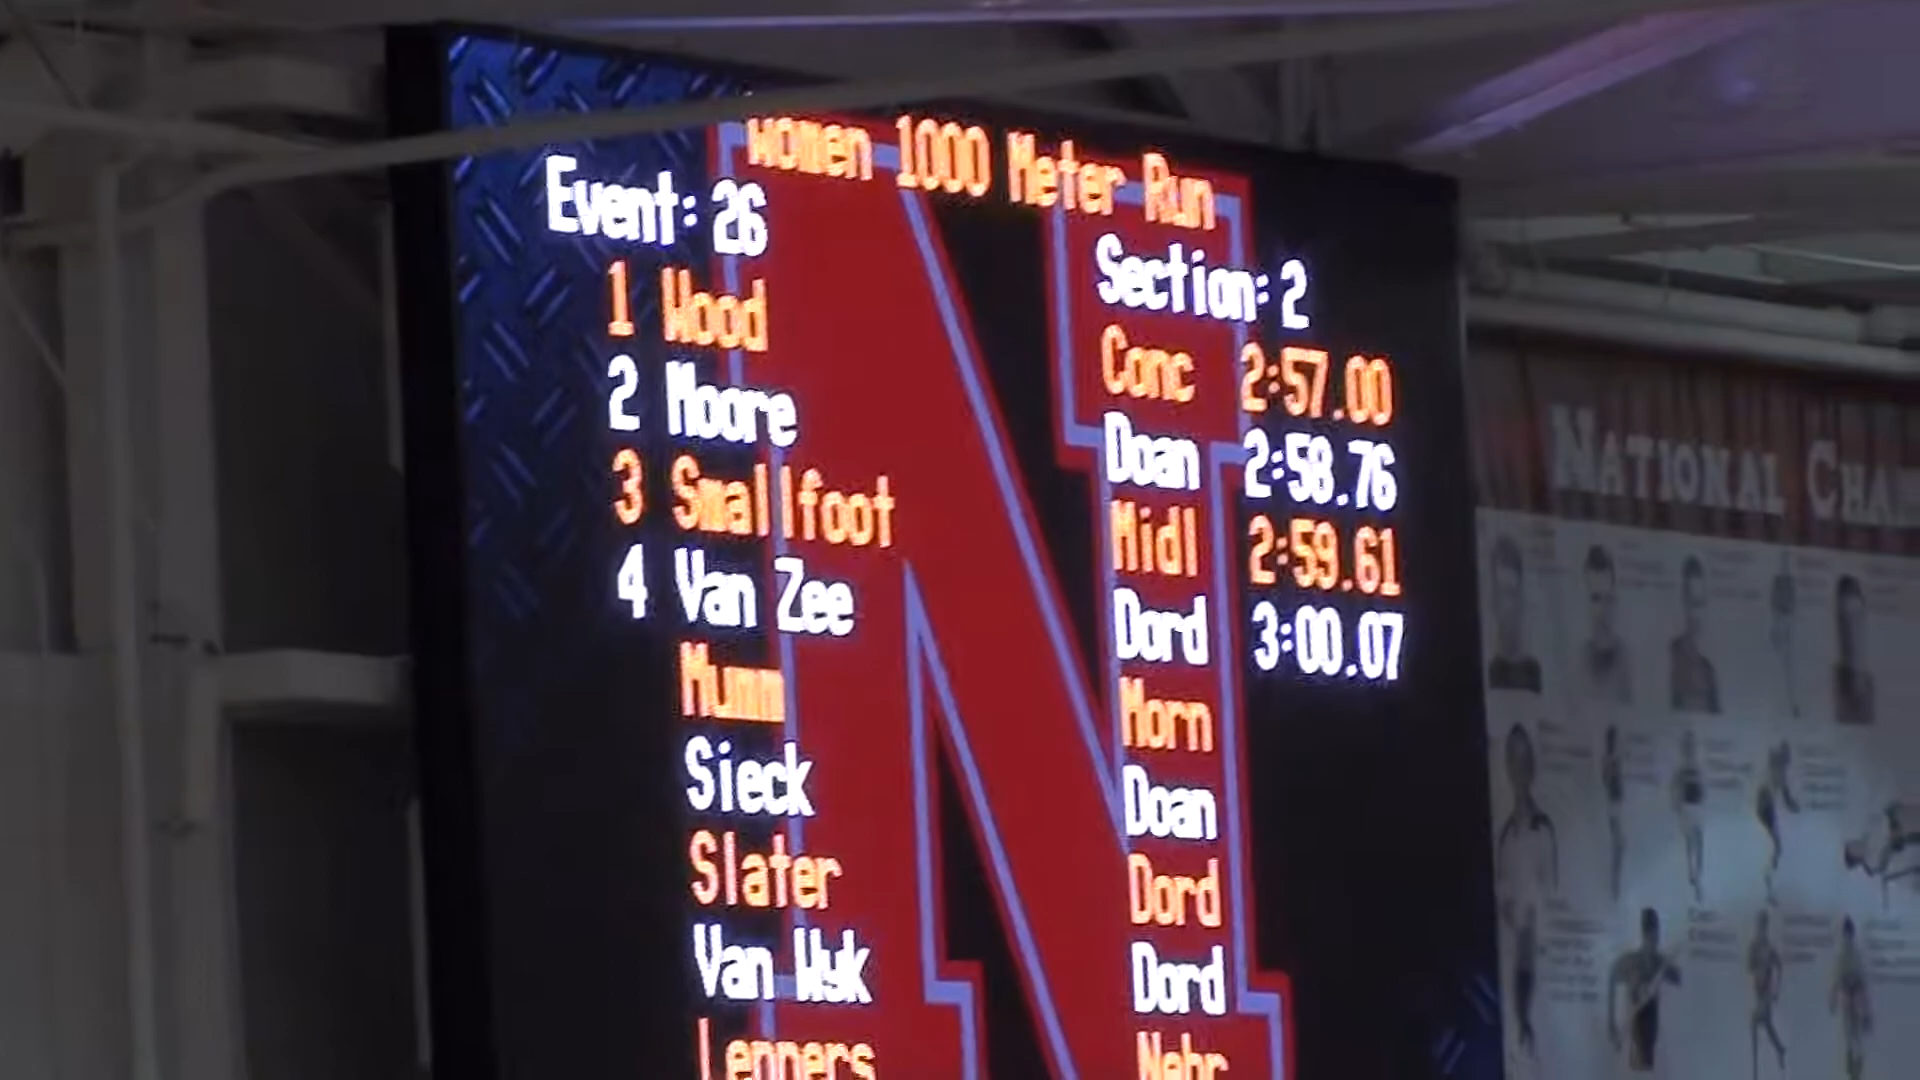 Women 1000 Meter Run
Event: 26 Section: 2
1 Wood Conc 2:57.00
2 Moore Doan 2:58.76
3 Smallfoot Midl 2:59.61
4 Van Zee Dord 3:00.07
Mumm Morn
Sieck Doan
Slater Dord
Van Wyk Dord
Lenners Nebr
NATIONAL CHA